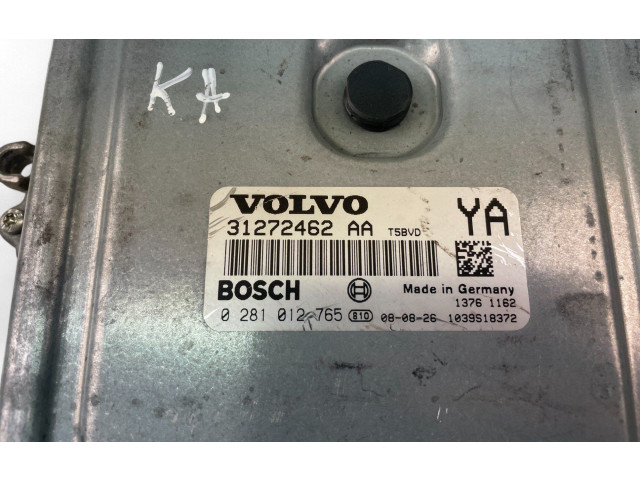 KA
VOLVO
31272462 AA T5BVD YA
BOSCH Made in Germany
1376 1162
0 281 012 765 810 08-08-26 1039S18372